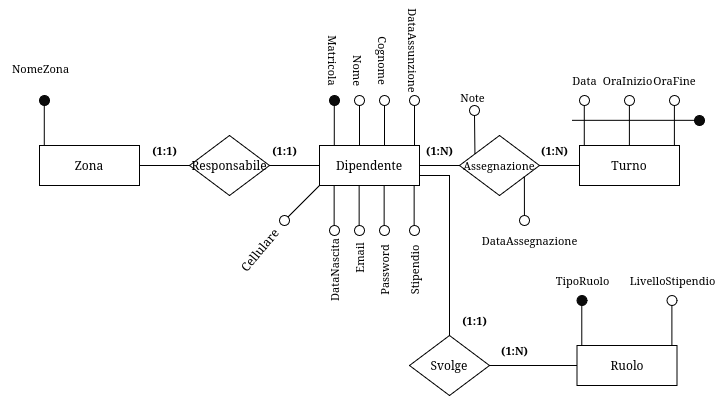 NomeZona
Matricola
Nome
Cognome
DataAssunzione
Note
Data
OraInizio
OraFine
Zona
(1:1)
Responsabile
(1:1)
Dipendente
(1:N)
Assegnazione
(1:N)
Turno
Cellulare
DataNascita
Email
Password
Stipendio
DataAssegnazione
TipoRuolo
LivelloStipendio
(1:1)
Svolge
(1:N)
Ruolo